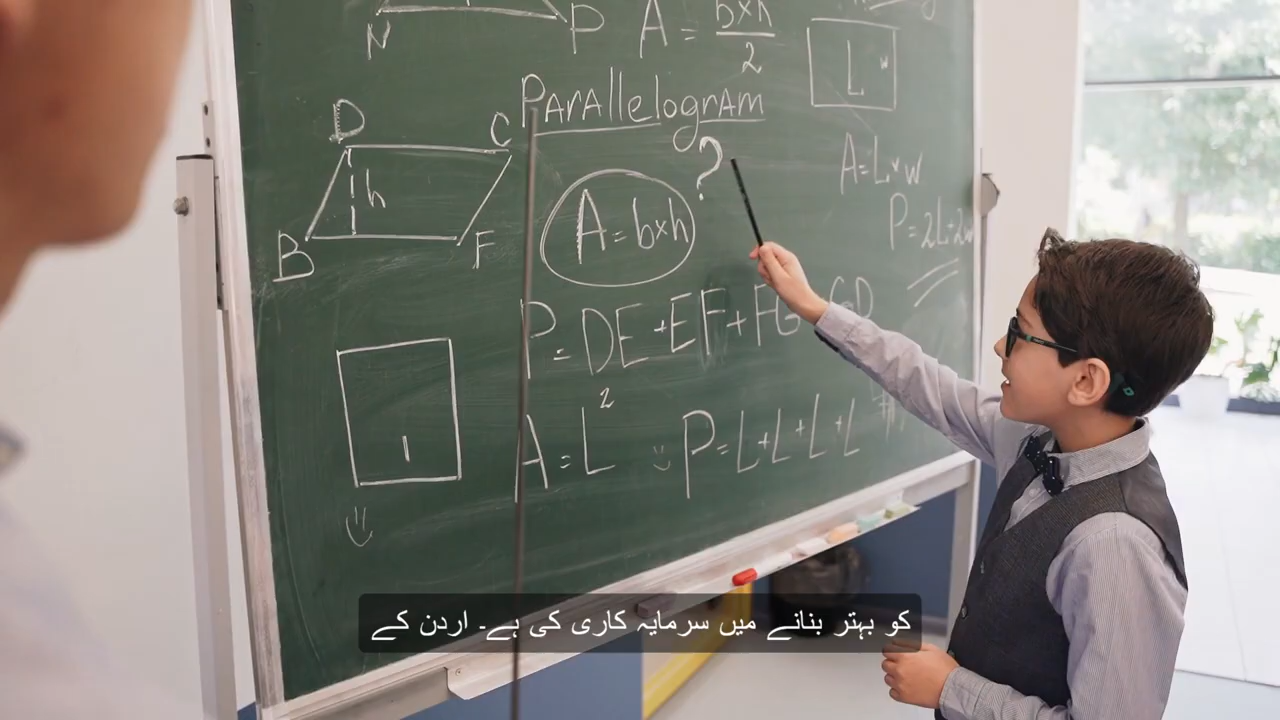 N P A = b×h
2
L w
Parallelogram
?
D C
h
A = b×h
B F
A=L×w
P=2L+2w
P = DE + EF + FG + GD
A = L² P = L+L+L+L
کو بہتر بنانے میں سرمایہ کاری کی ہے۔ اردن کے